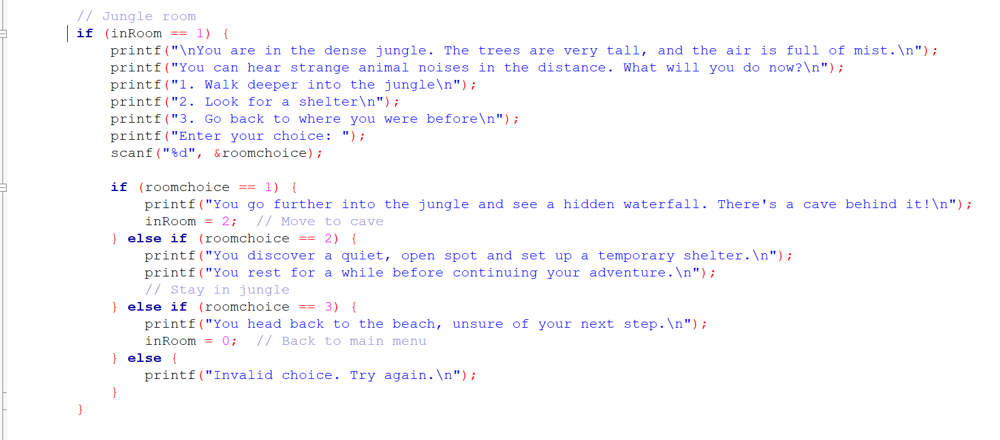 // Jungle room
if (inRoom == 1) {
printf("\nYou are in the dense jungle. The trees are very tall, and the air is full of mist.\n");
printf("You can hear strange animal noises in the distance. What will you do now?\n");
printf("1. Walk deeper into the jungle\n");
printf("2. Look for a shelter\n");
printf("3. Go back to where you were before\n");
printf("Enter your choice: ");
scanf("%d", &roomchoice);

if (roomchoice == 1) {
printf("You go further into the jungle and see a hidden waterfall. There's a cave behind it!\n");
inRoom = 2;  // Move to cave
} else if (roomchoice == 2) {
printf("You discover a quiet, open spot and set up a temporary shelter.\n");
printf("You rest for a while before continuing your adventure.\n");
// Stay in jungle
} else if (roomchoice == 3) {
printf("You head back to the beach, unsure of your next step.\n");
inRoom = 0;  // Back to main menu
} else {
printf("Invalid choice. Try again.\n");
}
}